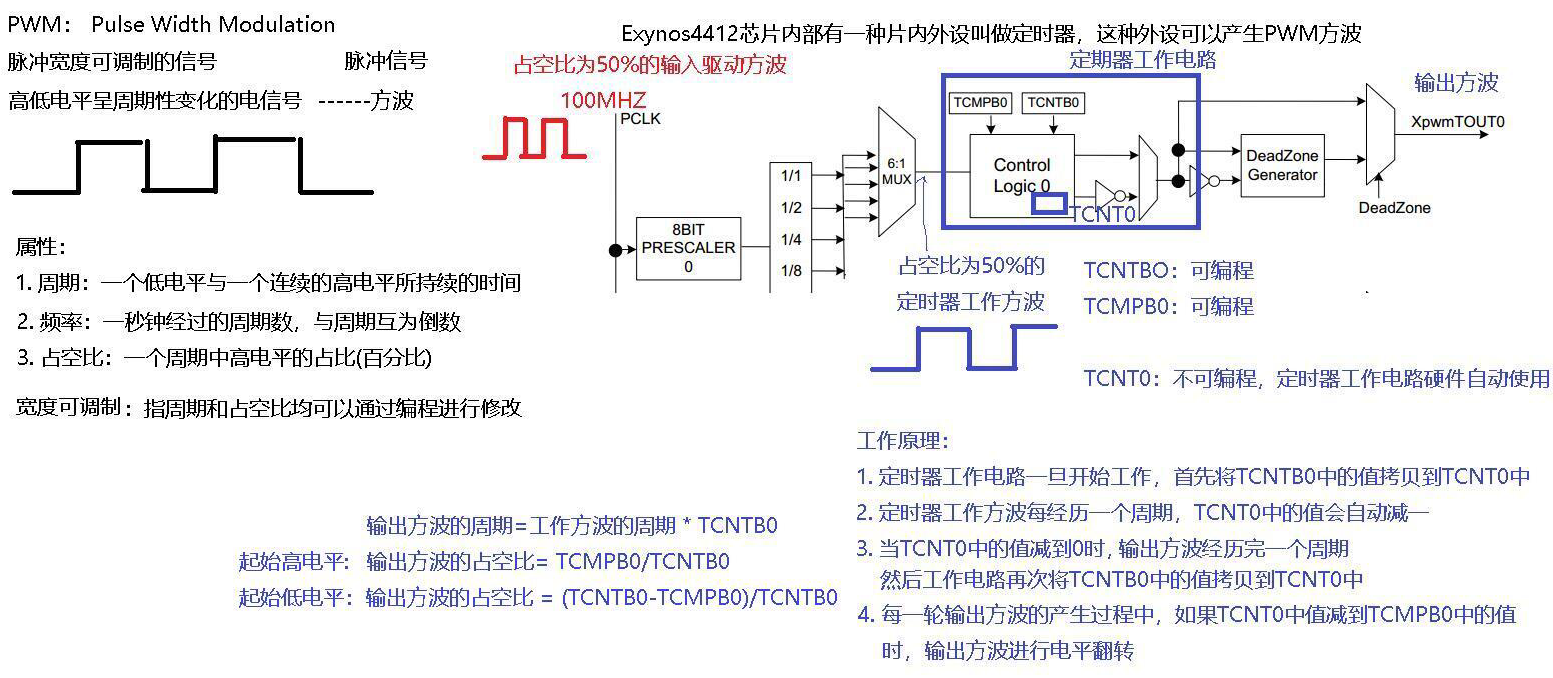 PWM： Pulse Width Modulation
脉冲宽度可调制的信号 脉冲信号
高低电平呈周期性变化的电信号 ------方波
属性：
1. 周期：一个低电平与一个连续的高电平所持续的时间
2. 频率：一秒钟经过的周期数，与周期互为倒数
3. 占空比：一个周期中高电平的占比(百分比)
宽度可调制：指周期和占空比均可以通过编程进行修改
Exynos4412芯片内部有一种片内外设叫做定时器，这种外设可以产生PWM方波
占空比为50%的输入驱动方波
100MHZ
PCLK
8BIT
PRESCALER
0
1/1
1/2
1/4
1/8
6:1
MUX
定期器工作电路
TCMPB0
TCNTB0
Control
Logic 0
TCNT0
DeadZone
Generator
输出方波
XpwmTOUT0
DeadZone
占空比为50%的
定时器工作方波
TCNTBO：可编程
TCMPB0：可编程
TCNT0：不可编程，定时器工作电路硬件自动使用
工作原理：
1. 定时器工作电路一旦开始工作，首先将TCNTB0中的值拷贝到TCNT0中
2. 定时器工作方波每经历一个周期，TCNT0中的值会自动减一
3. 当TCNT0中的值减到0时, 输出方波经历完一个周期
然后工作电路再次将TCNTB0中的值拷贝到TCNT0中
4. 每一轮输出方波的产生过程中，如果TCNT0中值减到TCMPB0中的值
时，输出方波进行电平翻转
输出方波的周期=工作方波的周期 * TCNTB0
起始高电平: 输出方波的占空比= TCMPB0/TCNTB0
起始低电平: 输出方波的占空比 = (TCNTB0-TCMPB0)/TCNTB0